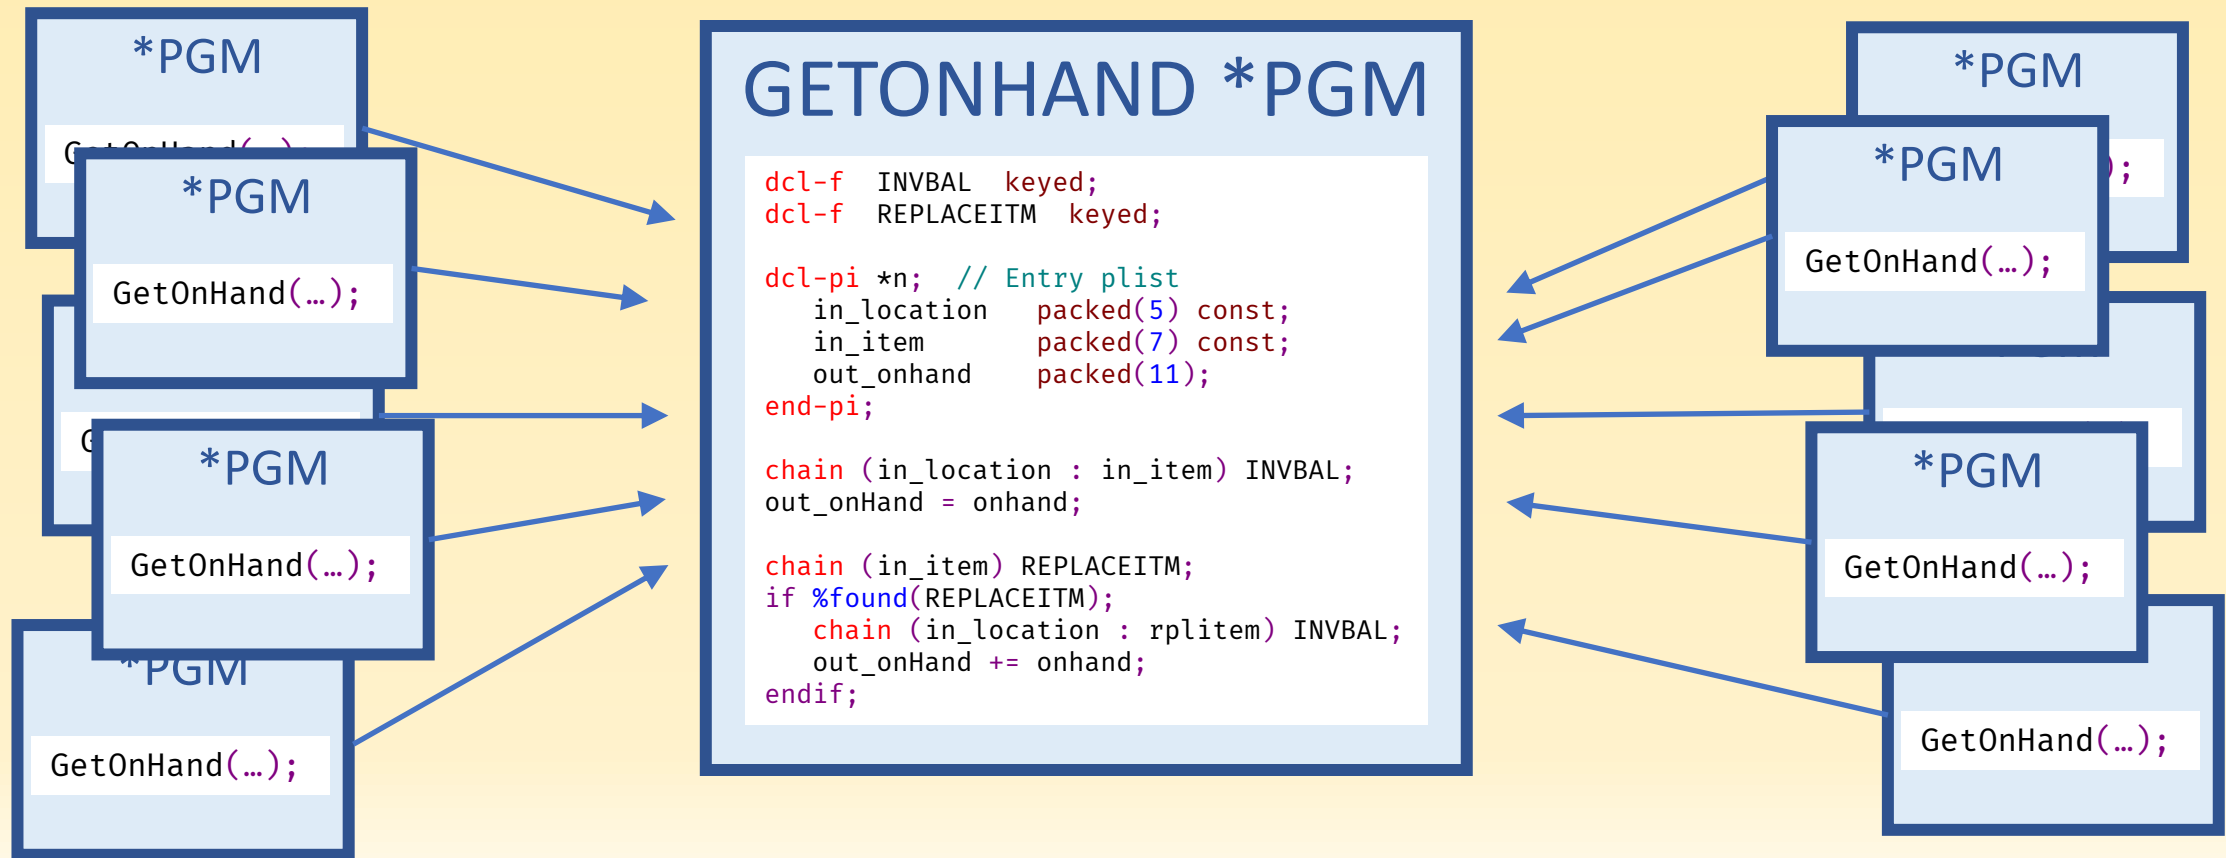 *PGM
*PGM
GetOnHand(…);
*PGM
GetOnHand(…);
*PGM
GetOnHand(…);
GETONHAND *PGM
dcl-f  INVBAL  keyed;
dcl-f  REPLACEITM  keyed;
dcl-pi *n;  // Entry plist
   in_location   packed(5) const;
   in_item       packed(7) const;
   out_onhand    packed(11);
end-pi;
chain (in_location : in_item) INVBAL;
out_onHand = onhand;
chain (in_item) REPLACEITM;
if %found(REPLACEITM);
   chain (in_location : rplitem) INVBAL;
   out_onHand += onhand;
endif;
*PGM
*PGM
GetOnHand(…);
*PGM
GetOnHand(…);
GetOnHand(…);